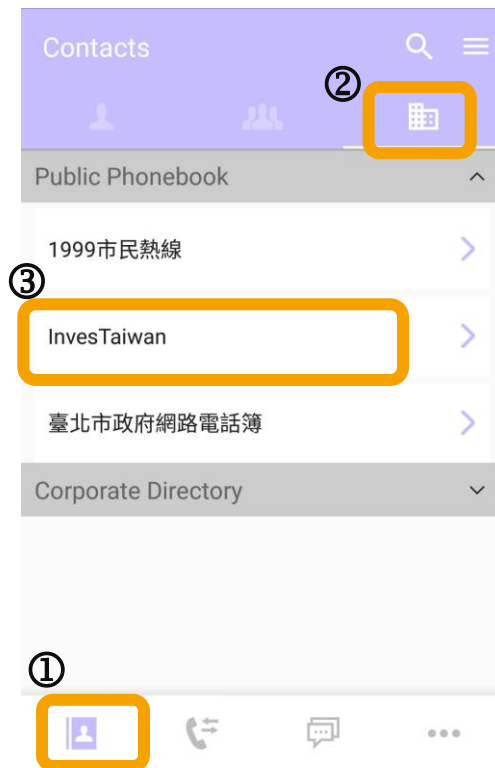 Contacts
②
Public Phonebook
1999市民熱線
③
InvesTaiwan
臺北市政府網路電話簿
Corporate Directory
①